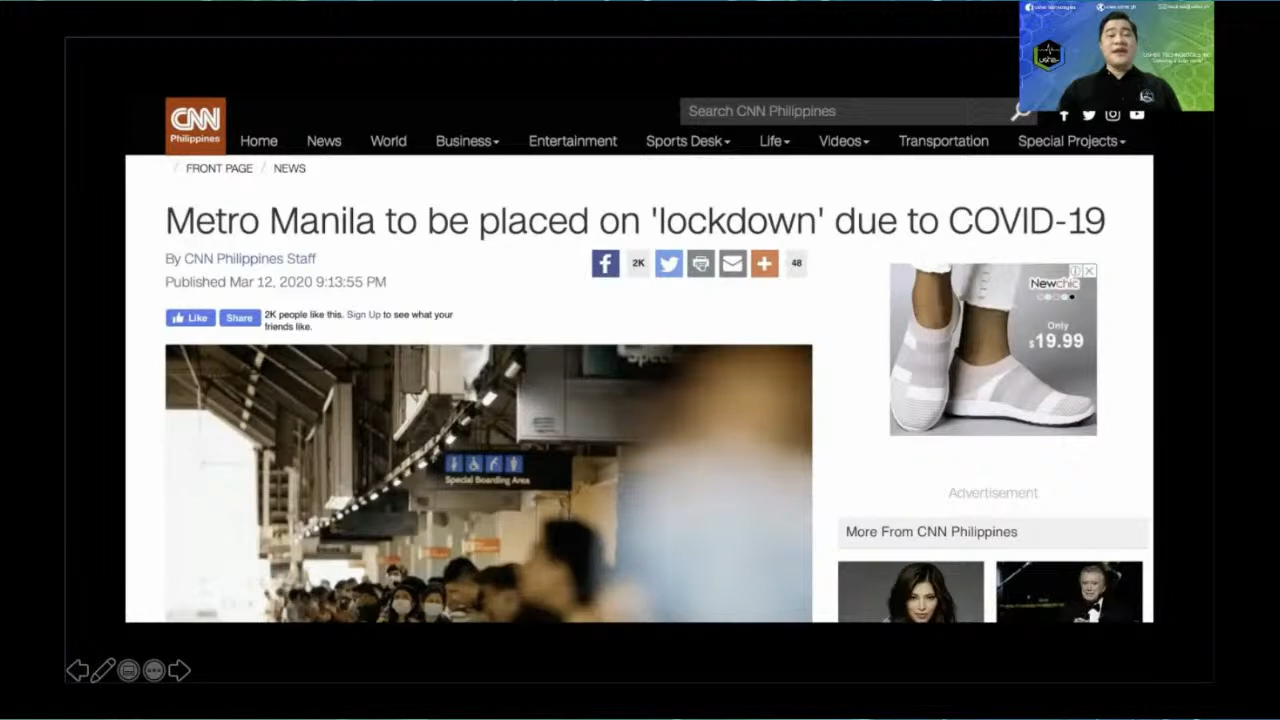 CNN
Philippines
Search CNN Philippines
Home News World Business Entertainment Sports Desk Life Videos Transportation Special Projects
/ FRONT PAGE / NEWS
Metro Manila to be placed on 'lockdown' due to COVID-19
By CNN Philippines Staff
Published Mar 12, 2020 9:13:55 PM
2K
48
Like
Share
2K people like this. Sign Up to see what your
friends like.
Special Boarding Area
Newchic
Only
$19.99
Advertisement
More From CNN Philippines